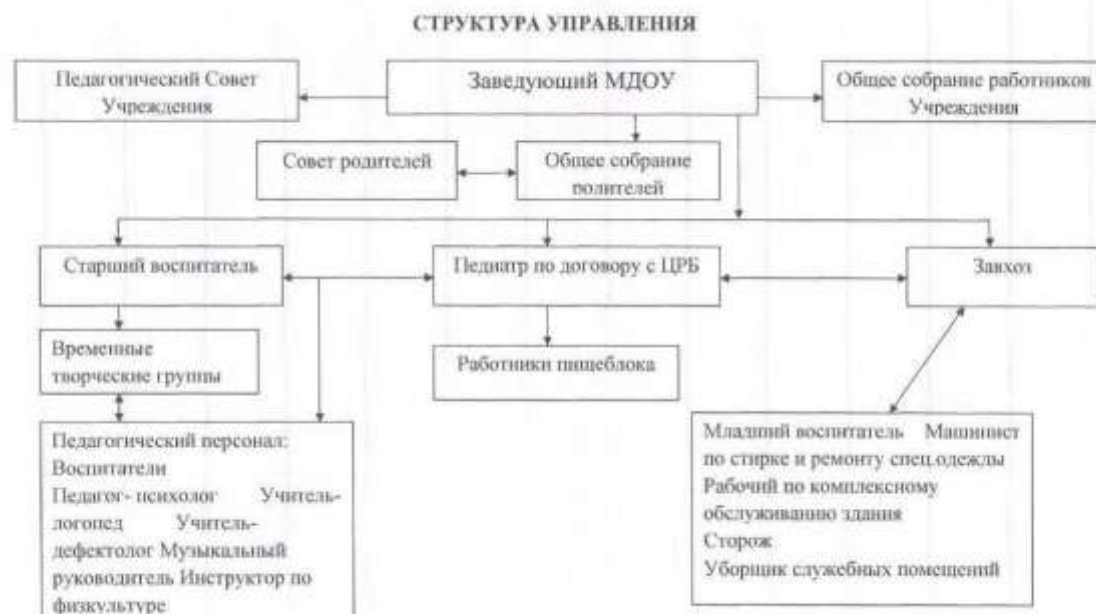 СТРУКТУРА УПРАВЛЕНИЯ
Педагогический Совет
Учреждения
Заведующий МДОУ
Общее собрание работников
Учреждения
Совет родителей
Общее собрание
родителей
Старший воспитатель
Педиатр по договору с ЦРБ
Завхоз
Временные
творческие группы
Работники пищеблока
Педагогический персонал:
Воспитатели
Педагог- психолог Учитель-
логопед Учитель-
дефектолог Музыкальный
руководитель Инструктор по
физкультуре
Младший воспитатель Машинист
по стирке и ремонту спец.одежды
Рабочий по комплексному
обслуживанию здания
Сторож
Уборщик служебных помещений